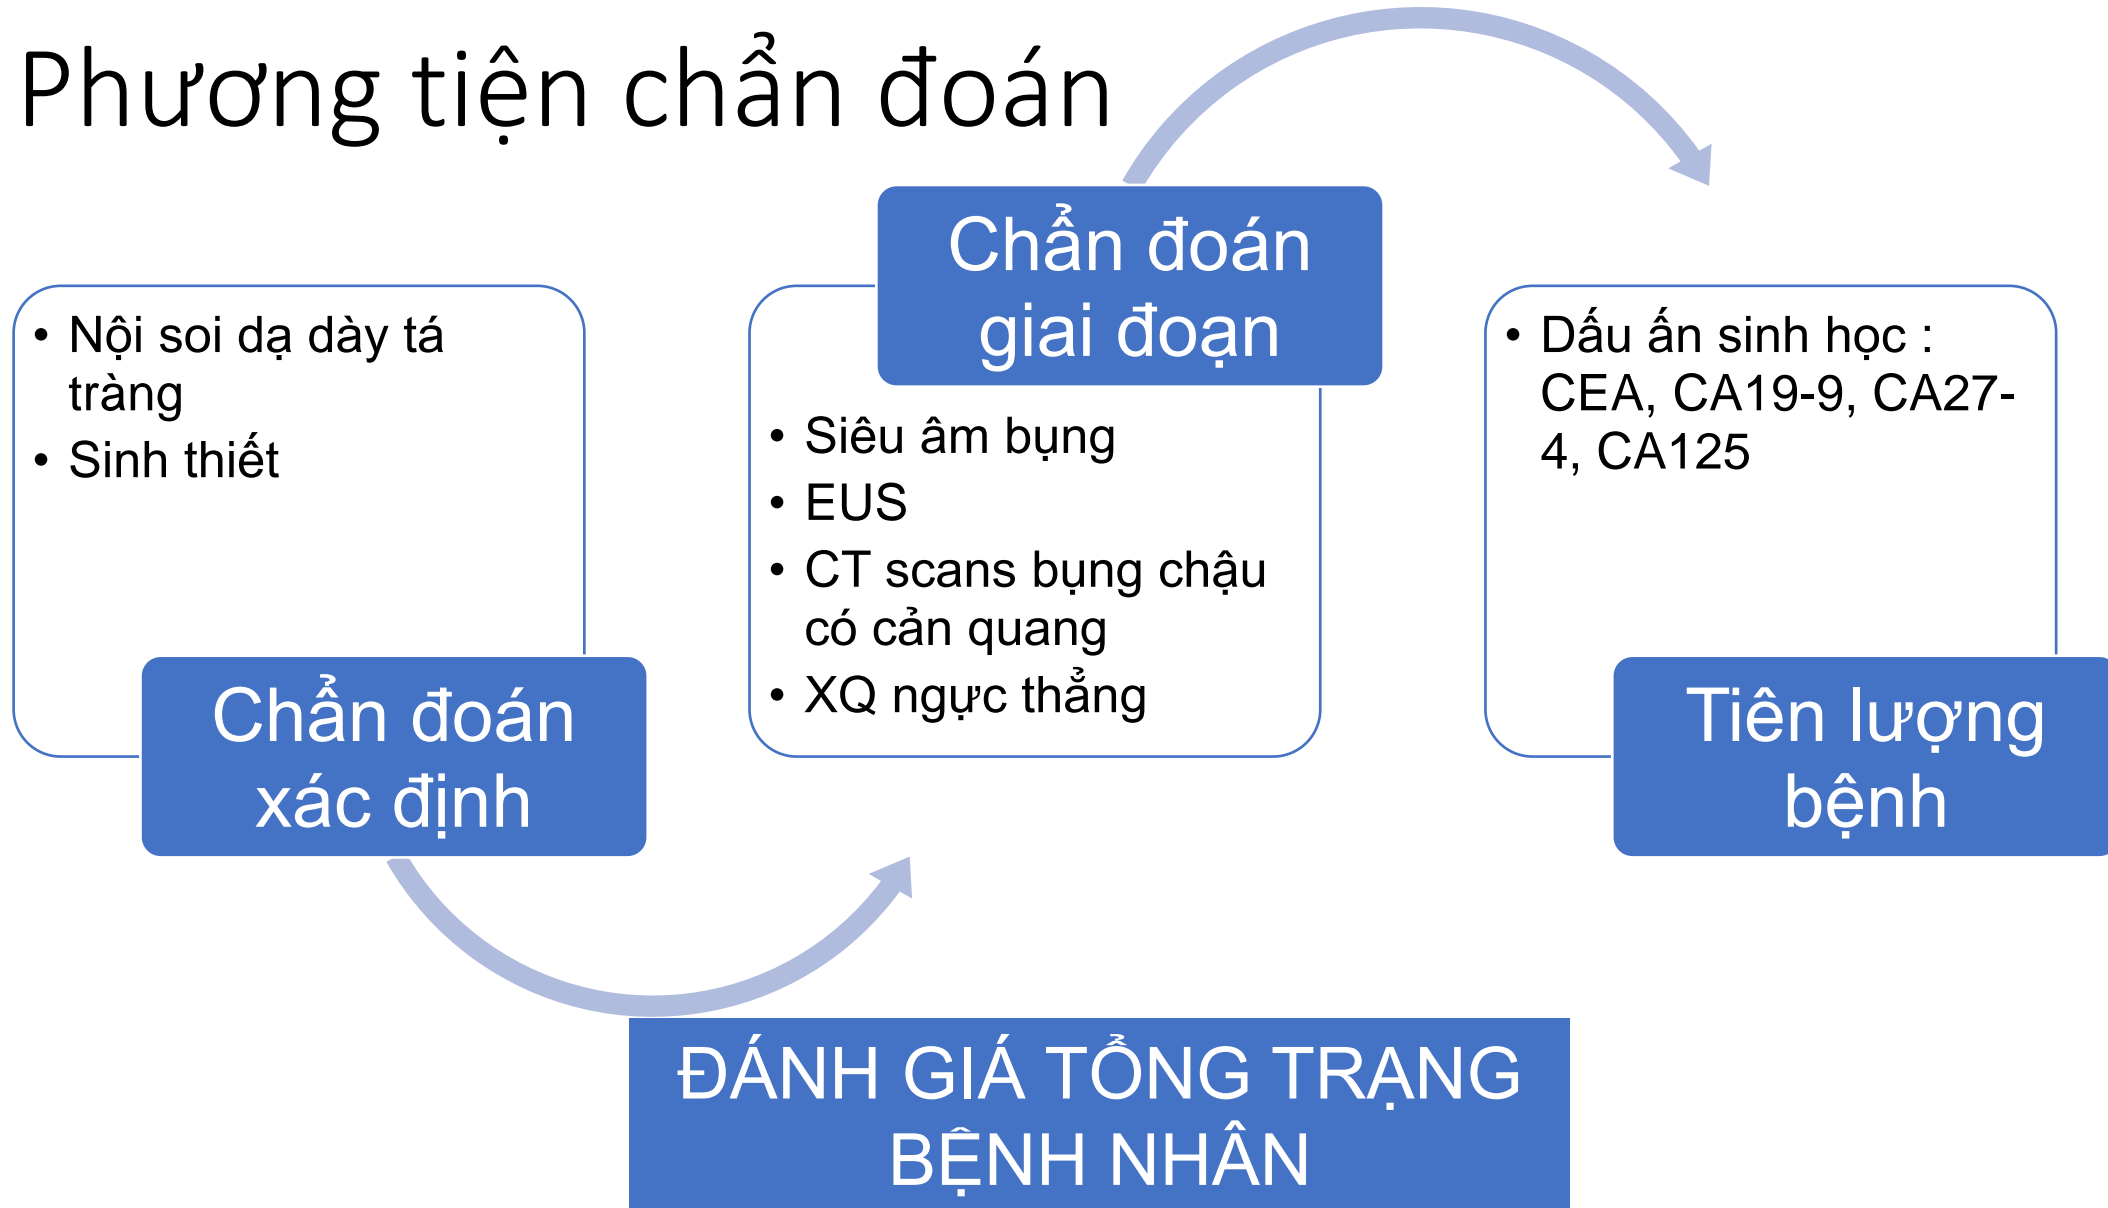 Phương tiện chẩn đoán
• Nội soi dạ dày tá
tràng
• Sinh thiết
Chẩn đoán
xác định
Chẩn đoán
giai đoạn
• Siêu âm bụng
• EUS
• CT scans bụng chậu
có cản quang
• XQ ngực thẳng
• Dấu ấn sinh học :
CEA, CA19-9, CA27-
4, CA125
Tiên lượng
bệnh
ĐÁNH GIÁ TỔNG TRẠNG
BỆNH NHÂN